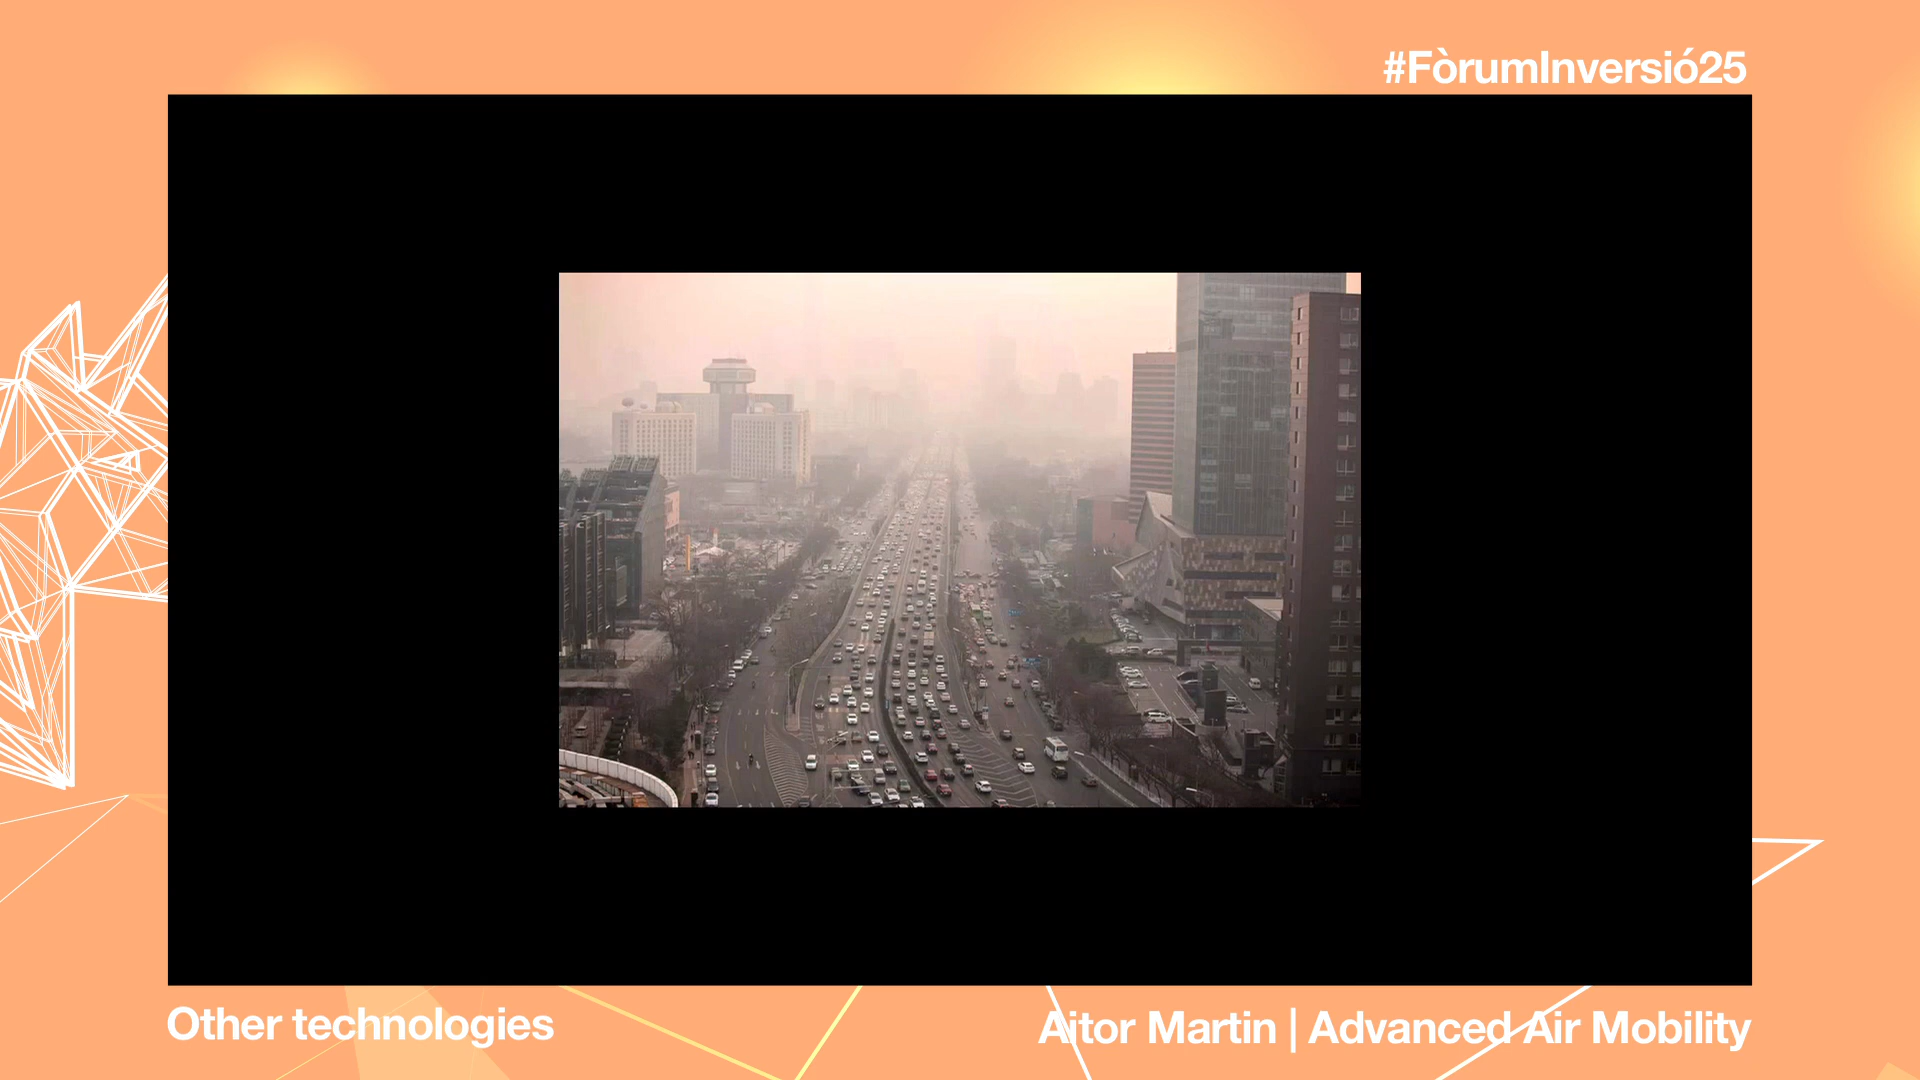 #FòrumInversió25
Other technologies
Aitor Martin | Advanced Air Mobility